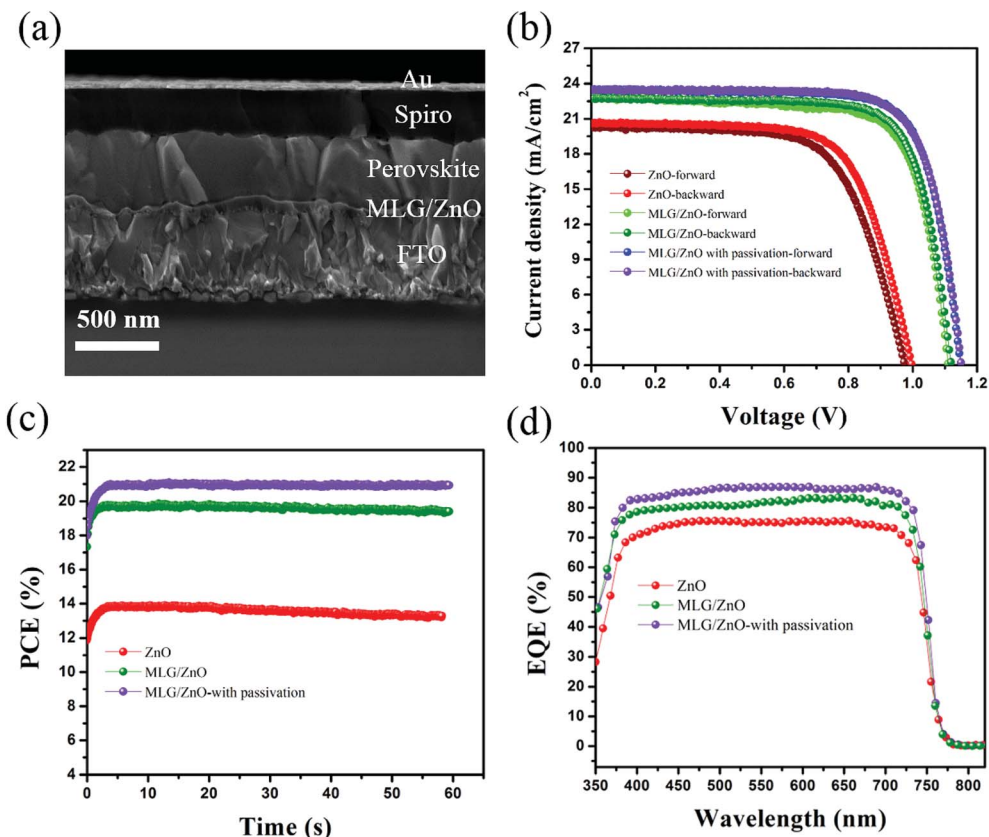 (a)
Au
Spiro
Perovskite
MLG/ZnO
FTO
500 nm
(b)
27
24
21
18
15
12
9
6
3
0
Current density (mA/cm²)
ZnO-forward
ZnO-backward
MLG/ZnO-forward
MLG/ZnO-backward
MLG/ZnO with passivation-forward
MLG/ZnO with passivation-backward
0.0 0.2 0.4 0.6 0.8 1.0 1.2
Voltage (V)
(c)
22
20
18
16
14
12
10
8
6
4
PCE (%)
ZnO
MLG/ZnO
MLG/ZnO-with passivation
0 10 20 30 40 50 60
Time (s)
(d)
100
90
80
70
60
50
40
30
20
10
0
EQE (%)
ZnO
MLG/ZnO
MLG/ZnO-with passivation
350 400 450 500 550 600 650 700 750 800
Wavelength (nm)